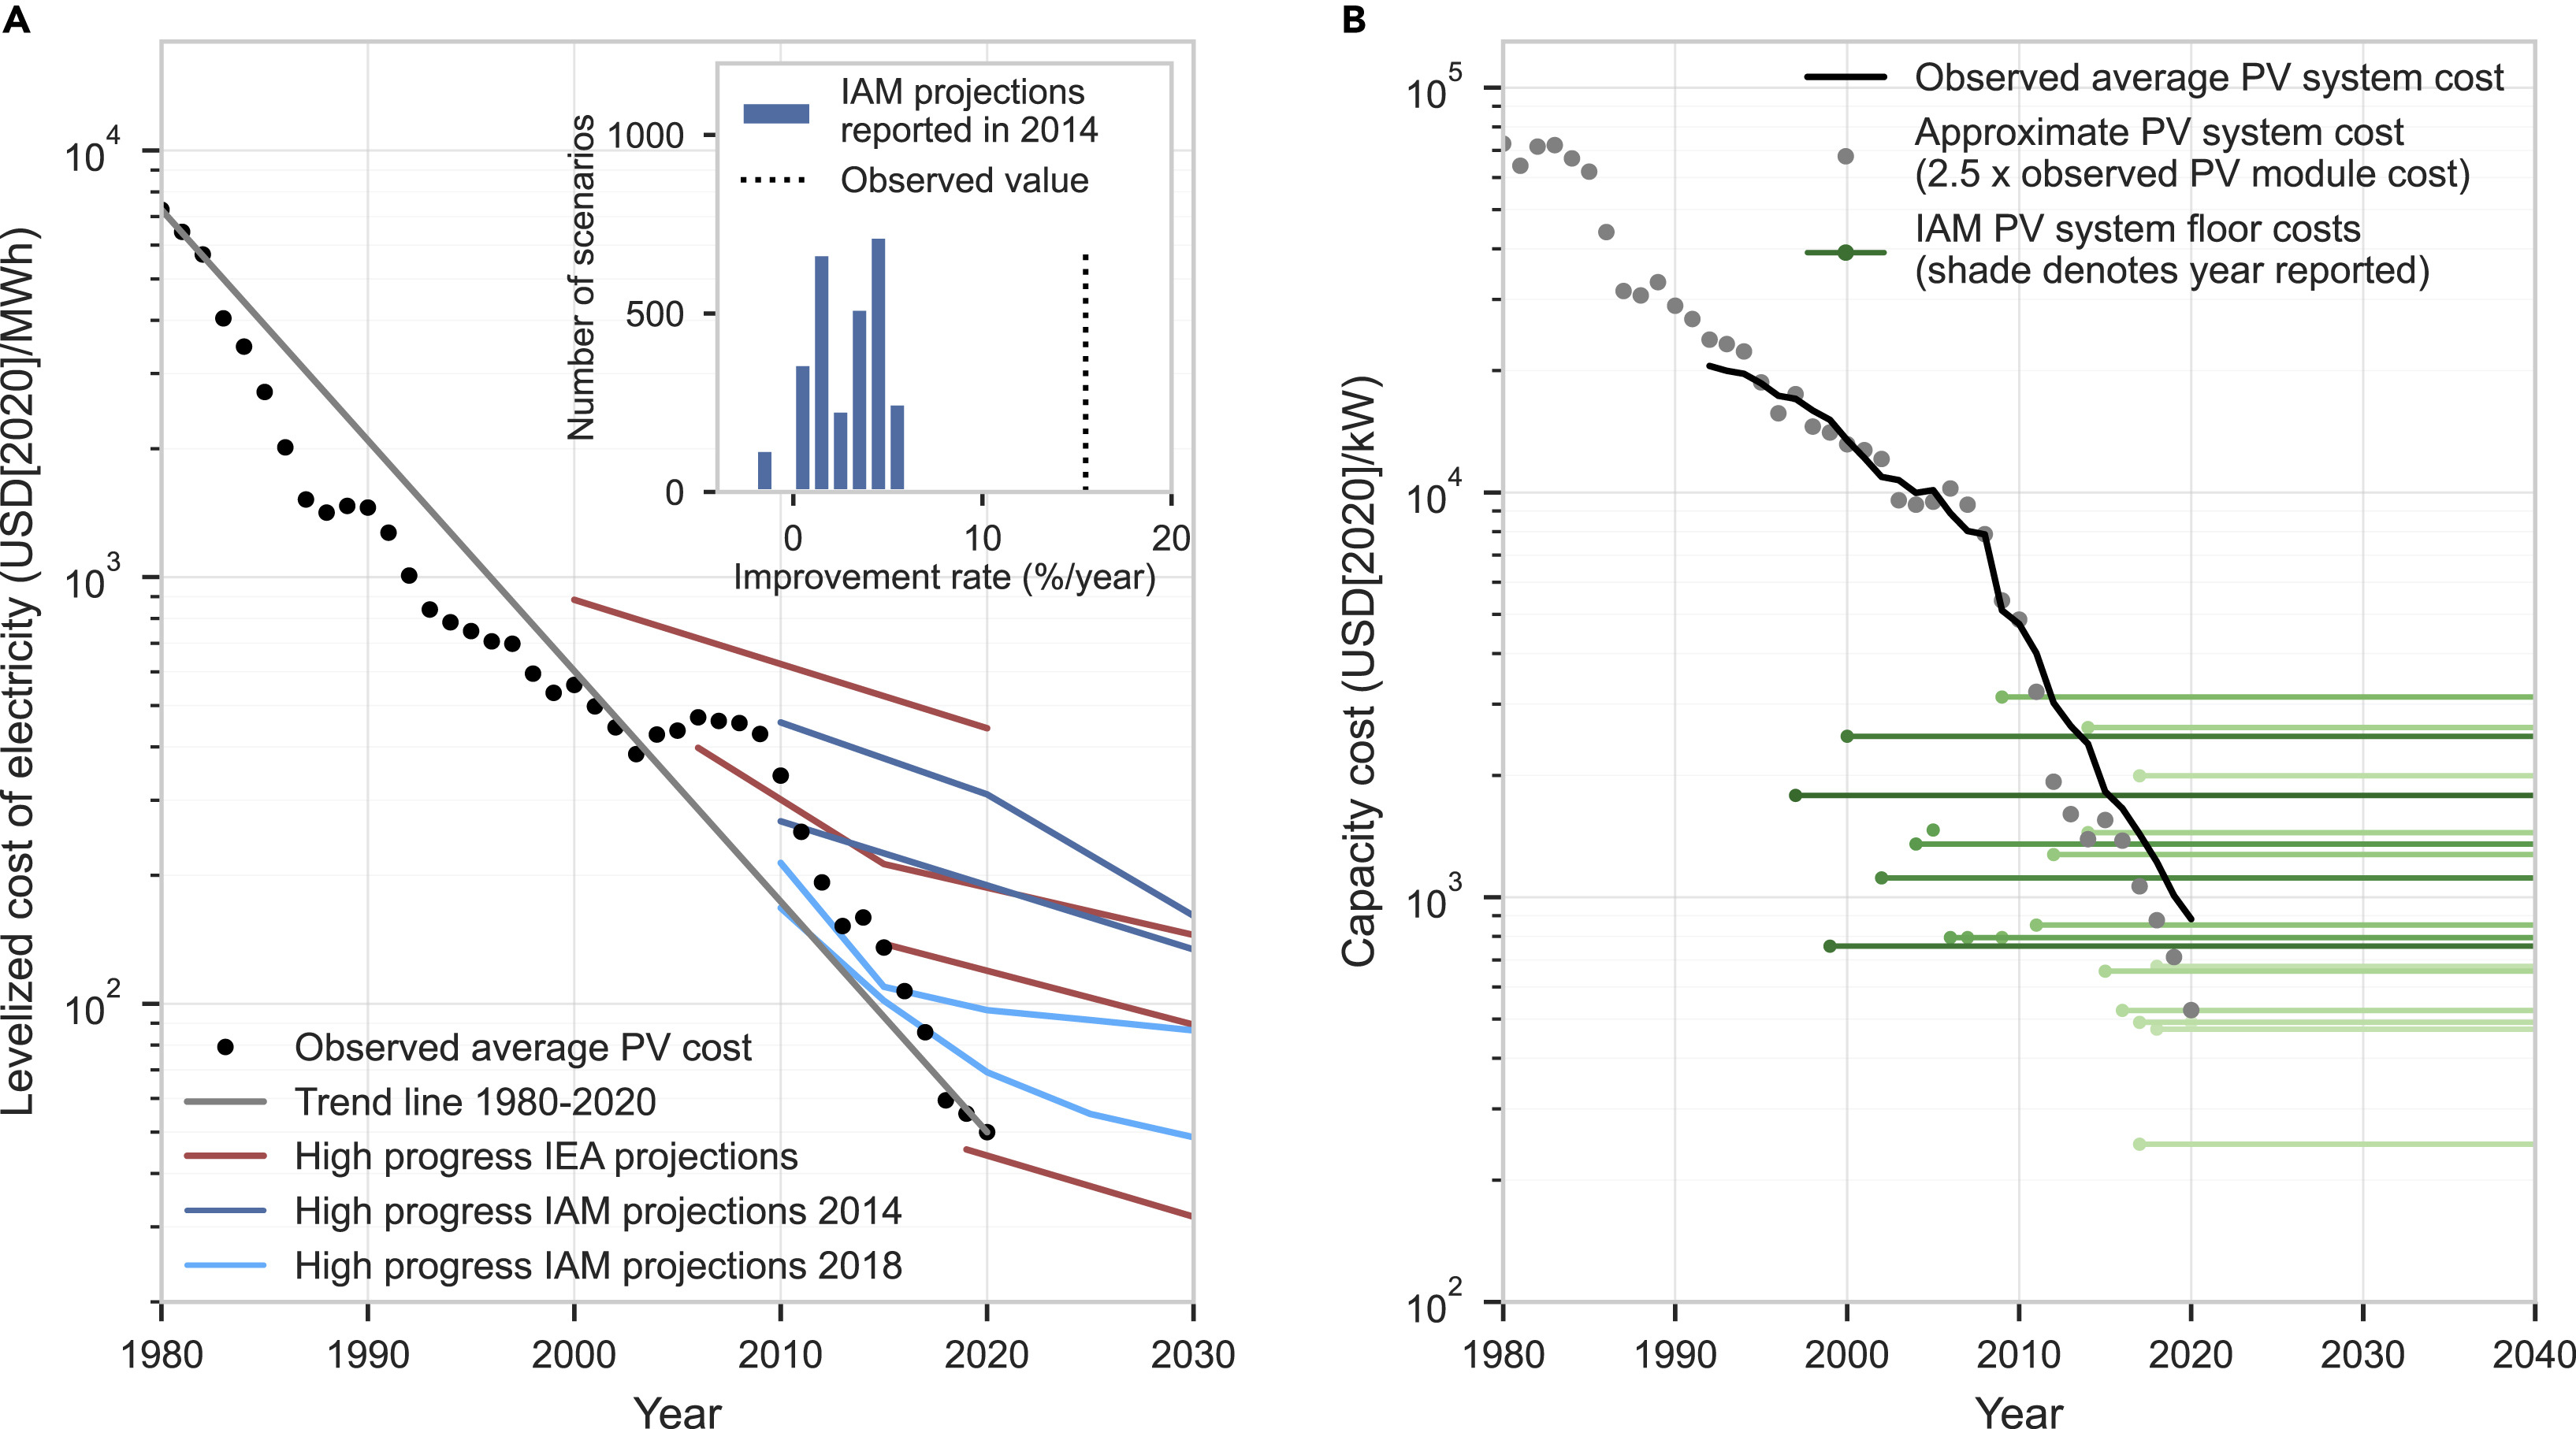 A
Levelized cost of electricity (USD[2020]/MWh)
10^4
10^3
10^2
1980
1990
2000
2010
2020
2030
Year
Observed average PV cost
Trend line 1980-2020
High progress IEA projections
High progress IAM projections 2014
High progress IAM projections 2018
Number of scenarios
1000
500
0
IAM projections
reported in 2014
Observed value
0
10
20
Improvement rate (%/year)
B
Capacity cost (USD[2020]/kW)
10^5
10^4
10^3
10^2
Observed average PV system cost
Approximate PV system cost
(2.5 x observed PV module cost)
IAM PV system floor costs
(shade denotes year reported)
1980
1990
2000
2010
2020
2030
2040
Year